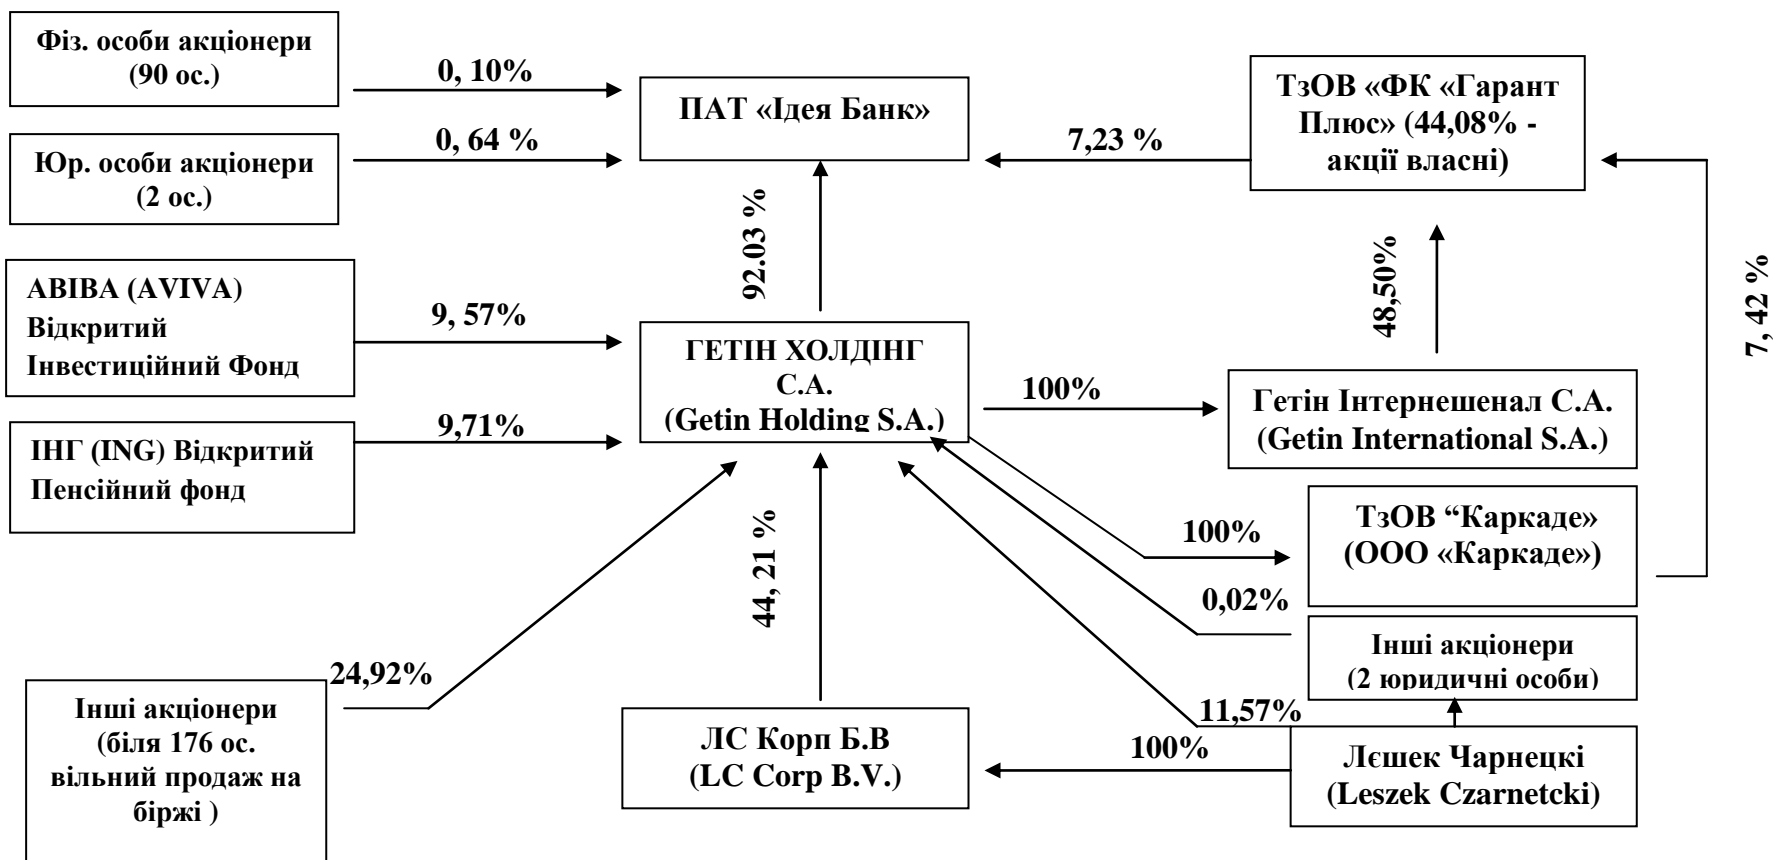 Фіз. особи акціонери
(90 ос.)
0, 10%
ПАТ «Ідея Банк»
ТзОВ «ФК «Гарант
Плюс» (44,08% -
акції власні)
7,23 %
Юр. особи акціонери
(2 ос.)
0, 64 %
92.03 %
48,50%
7, 42 %
АВІВА (AVIVA)
Відкритий
Інвестиційний Фонд
9, 57%
ГЕТІН ХОЛДІНГ
С.А.
(Getin Holding S.A.)
100%
Гетін Інтернешенал С.А.
(Getin International S.A.)
ІНГ (ING) Відкритий
Пенсійний фонд
9,71%
44, 21 %
100%
ТзОВ “Каркаде»
(ООО «Каркаде»)
0,02%
Інші акціонери
(2 юридичні особи)
24,92%
Інші акціонери
(біля 176 ос.
вільний продаж на
біржі )
ЛС Корп Б.В
(LC Corp B.V.)
11,57%
100%
Лєшек Чарнецкі
(Leszek Czarnetcki)